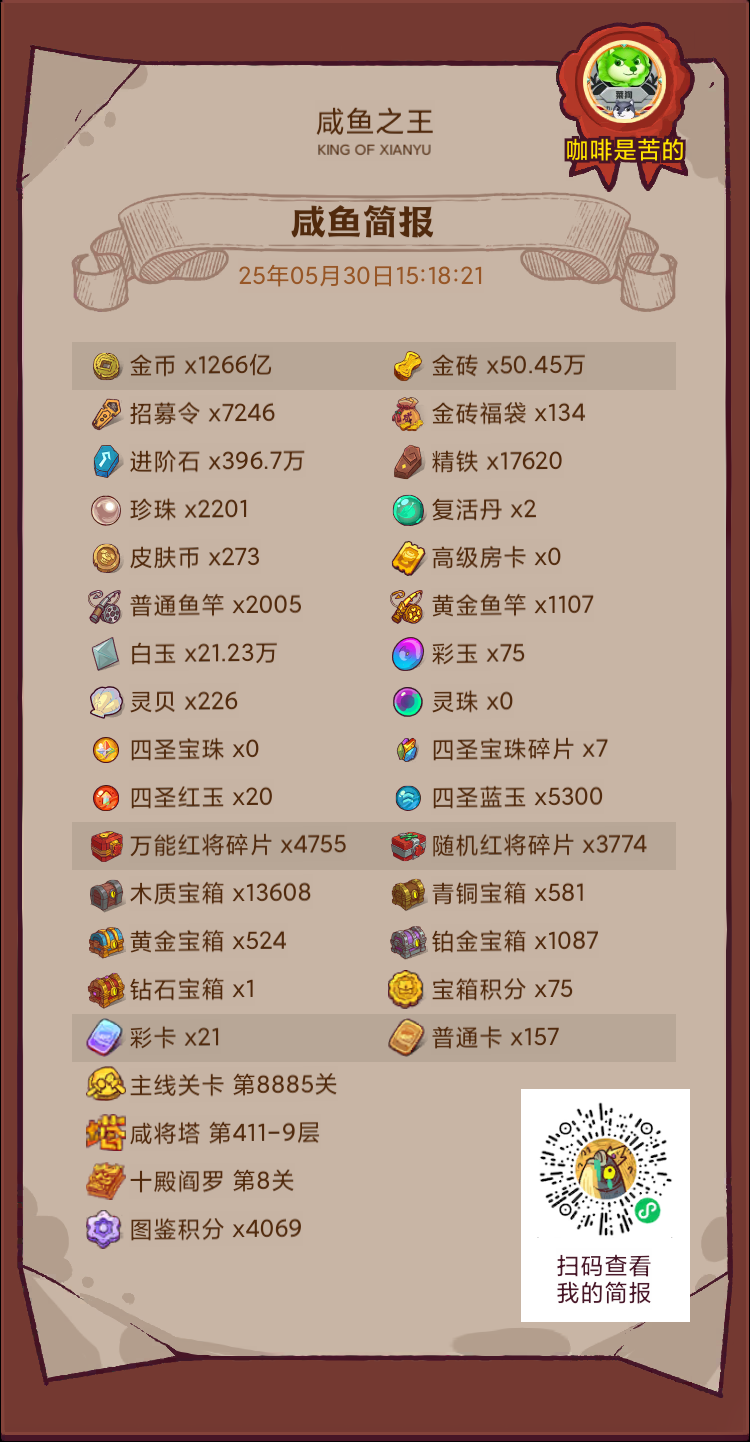 咖啡是苦的
咸鱼之王
KING OF XIANYU
咸鱼简报
25年05月30日15:18:21
金币 x1266亿 金砖 x50.45万
招募令 x7246 金砖福袋 x134
进阶石 x396.7万 精铁 x17620
珍珠 x2201 复活丹 x2
皮肤币 x273 高级房卡 x0
普通鱼竿 x2005 黄金鱼竿 x1107
白玉 x21.23万 彩玉 x75
灵贝 x226 灵珠 x0
四圣宝珠 x0 四圣宝珠碎片 x7
四圣红玉 x20 四圣蓝玉 x5300
万能红将碎片 x4755 随机红将碎片 x3774
木质宝箱 x13608 青铜宝箱 x581
黄金宝箱 x524 铂金宝箱 x1087
钻石宝箱 x1 宝箱积分 x75
彩卡 x21 普通卡 x157
主线关卡 第8885关
塔 咸将塔 第411-9层
十殿阎罗 第8关
图鉴积分 x4069
扫码查看
我的简报